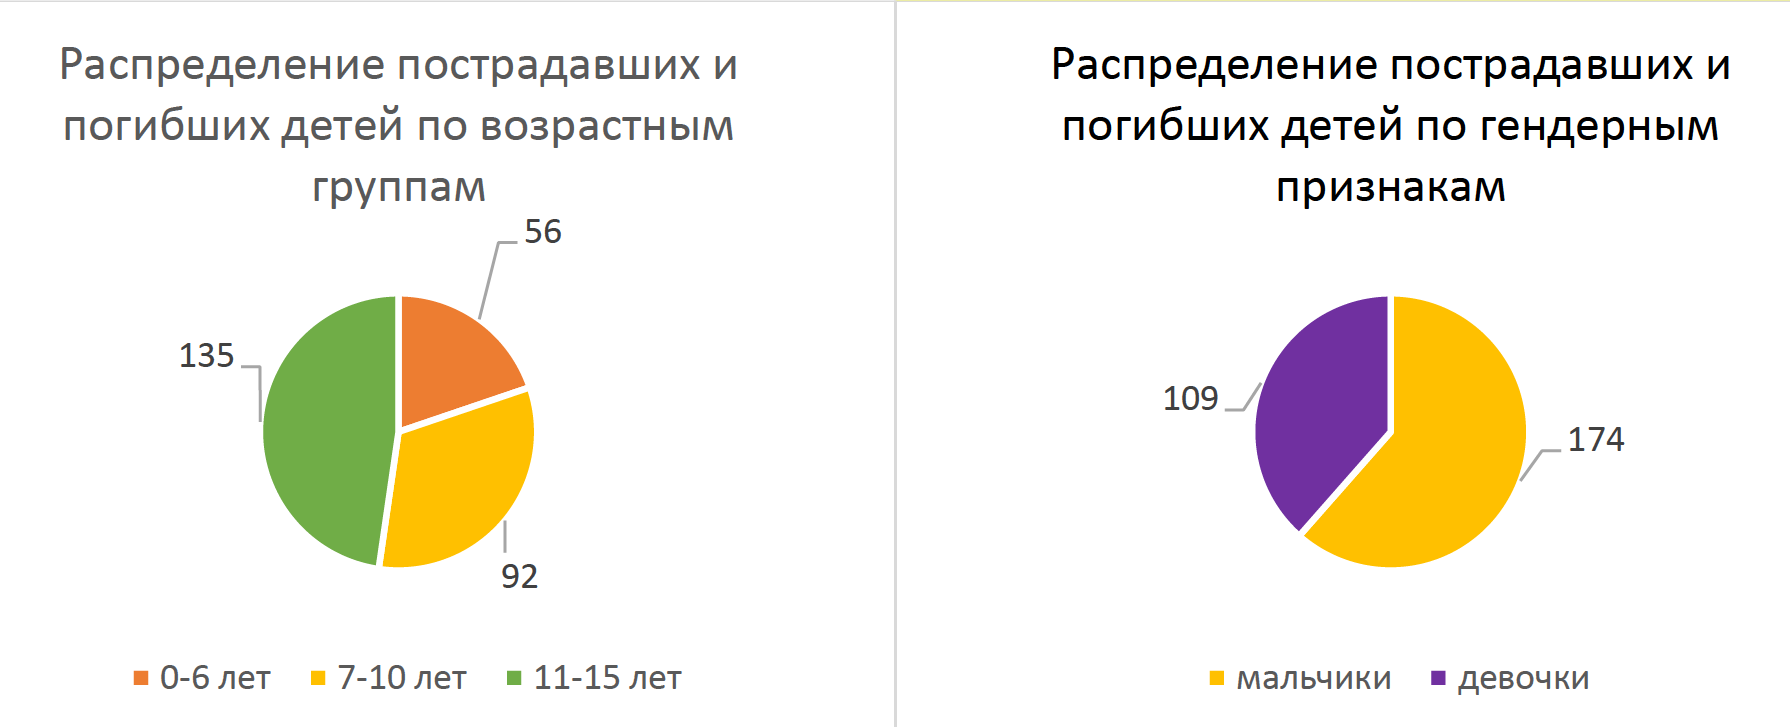 Распределение пострадавших и
погибших детей по возрастным
группам
56
135
92
0-6 лет 7-10 лет 11-15 лет
Распределение пострадавших и
погибших детей по гендерным
признакам
109
174
мальчики девочки